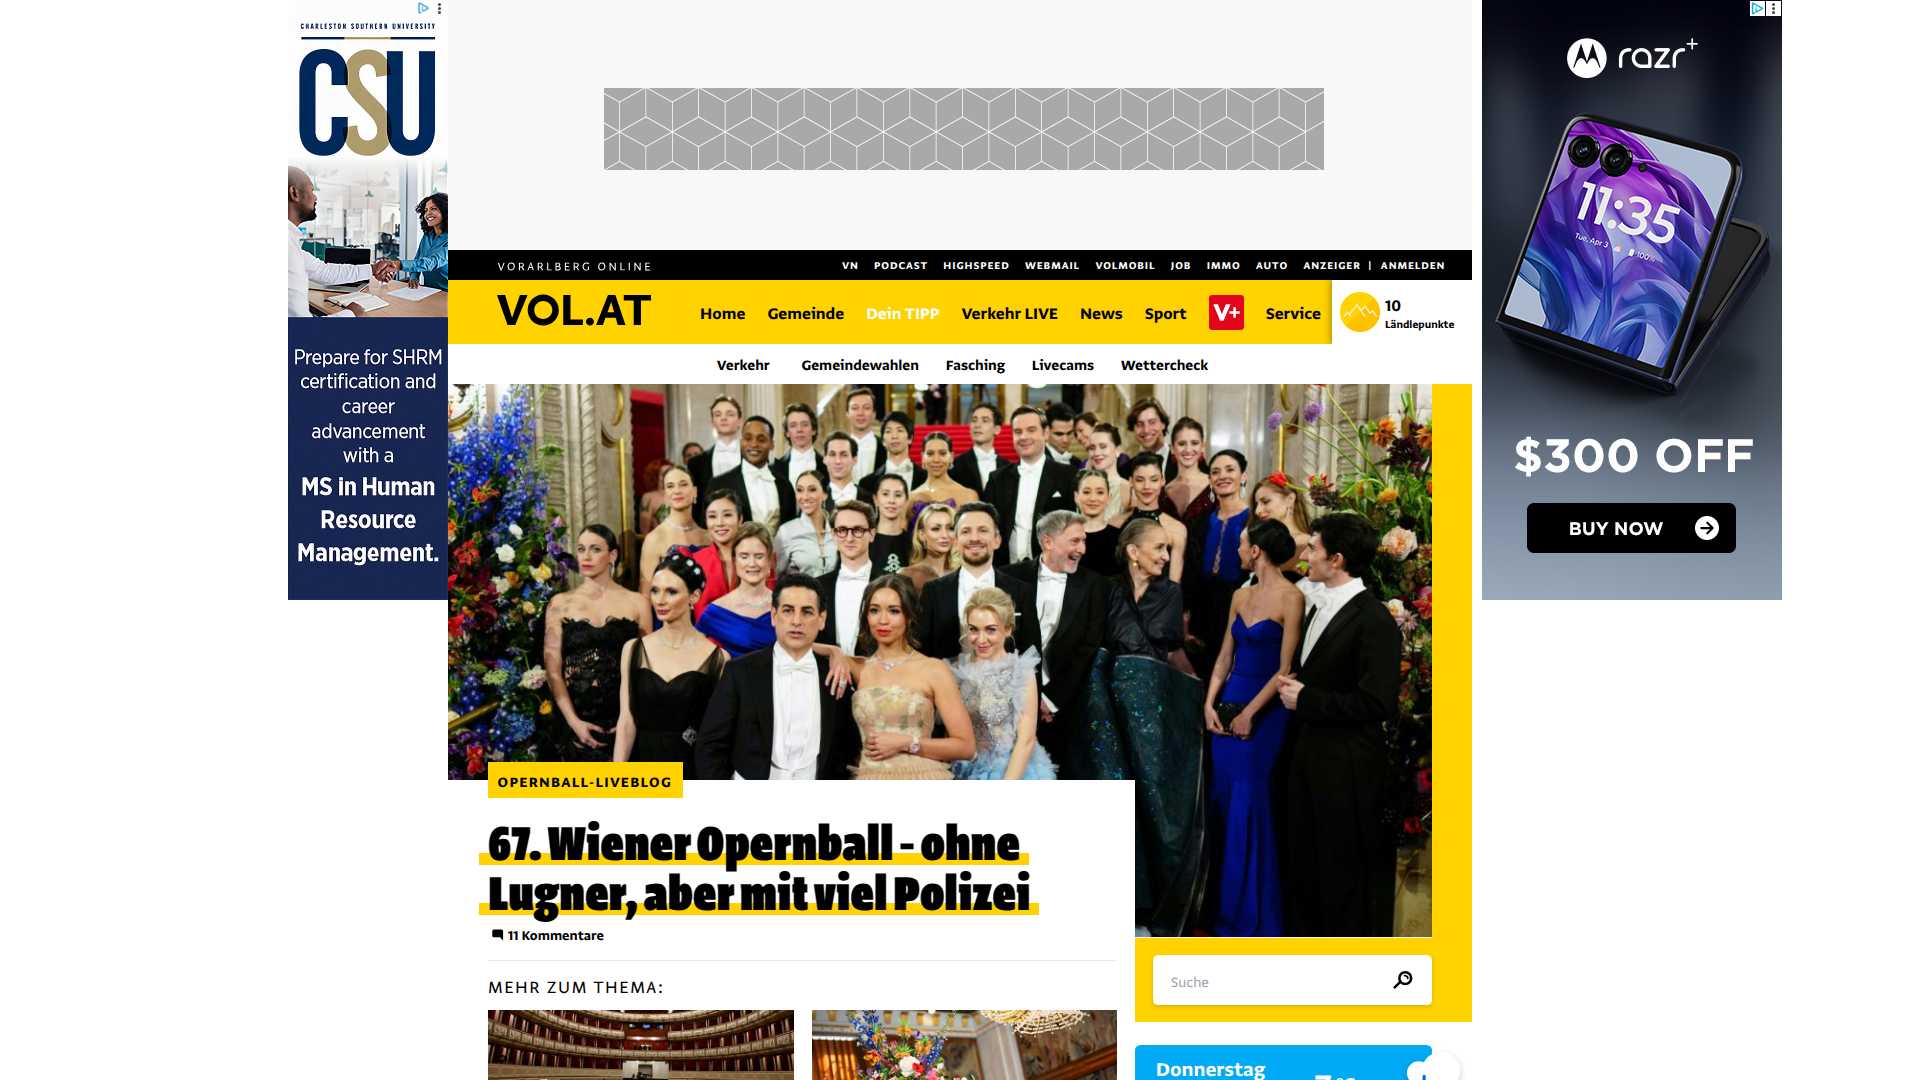 CHARLESTON SOUTHERN UNIVERSITY
CSU
Prepare for SHRM
certification and
career
advancement
with a
MS in Human
Resource
Management.
VORARLBERG ONLINE
VN PODCAST HIGHSPEED WEBMAIL VOLMOBIL JOB IMMO AUTO ANZEIGER | ANMELDEN
VOL.AT
Home Gemeinde Dein TIPP Verkehr LIVE News Sport V+ Service
10
Ländlepunkte
Verkehr Gemeindewahlen Fasching Livecams Wettercheck
OPERNBALL-LIVEBLOG
67. Wiener Opernball - ohne
Lugner, aber mit viel Polizei
11 Kommentare
MEHR ZUM THEMA:
Suche
Donnerstag
razr+
11:35
Tue, Apr 3
100%
$300 OFF
BUY NOW